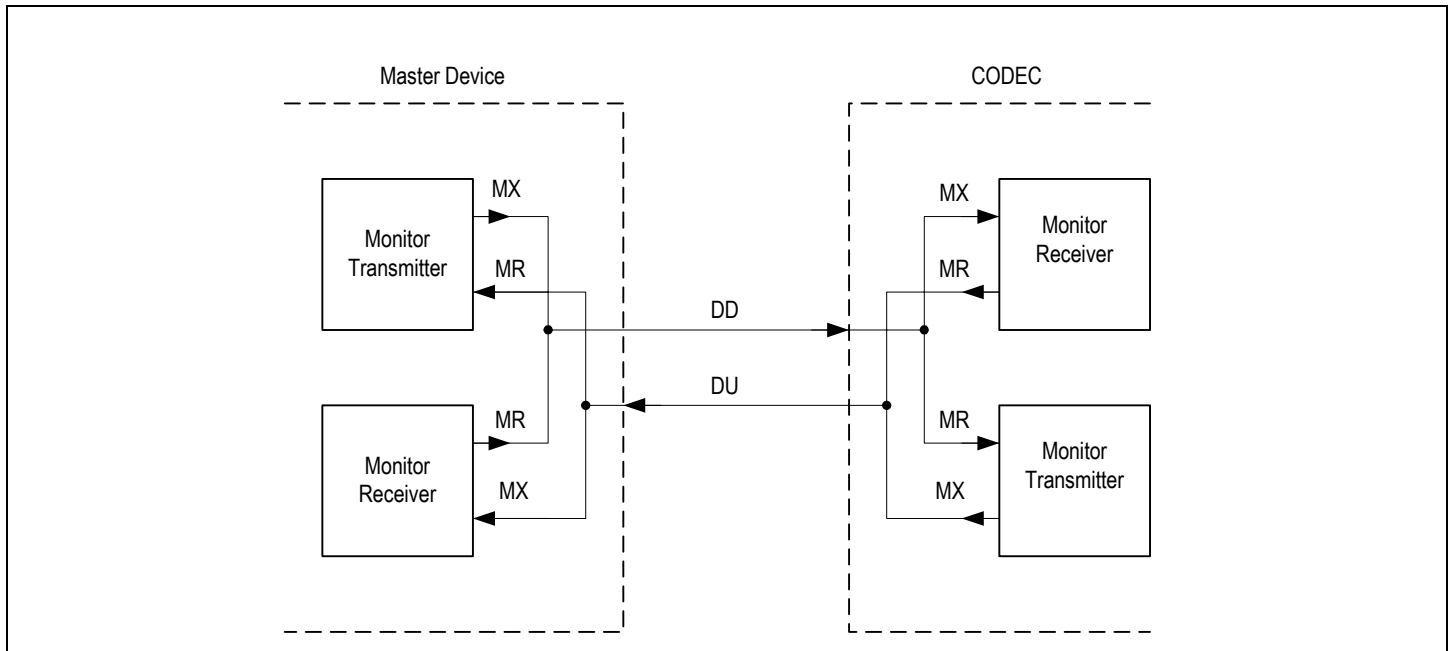 Master Device
CODEC
MX
Monitor
Transmitter
MR
MX
Monitor
Receiver
MR
DD
DU
MR
Monitor
Receiver
MX
MR
Monitor
Transmitter
MX